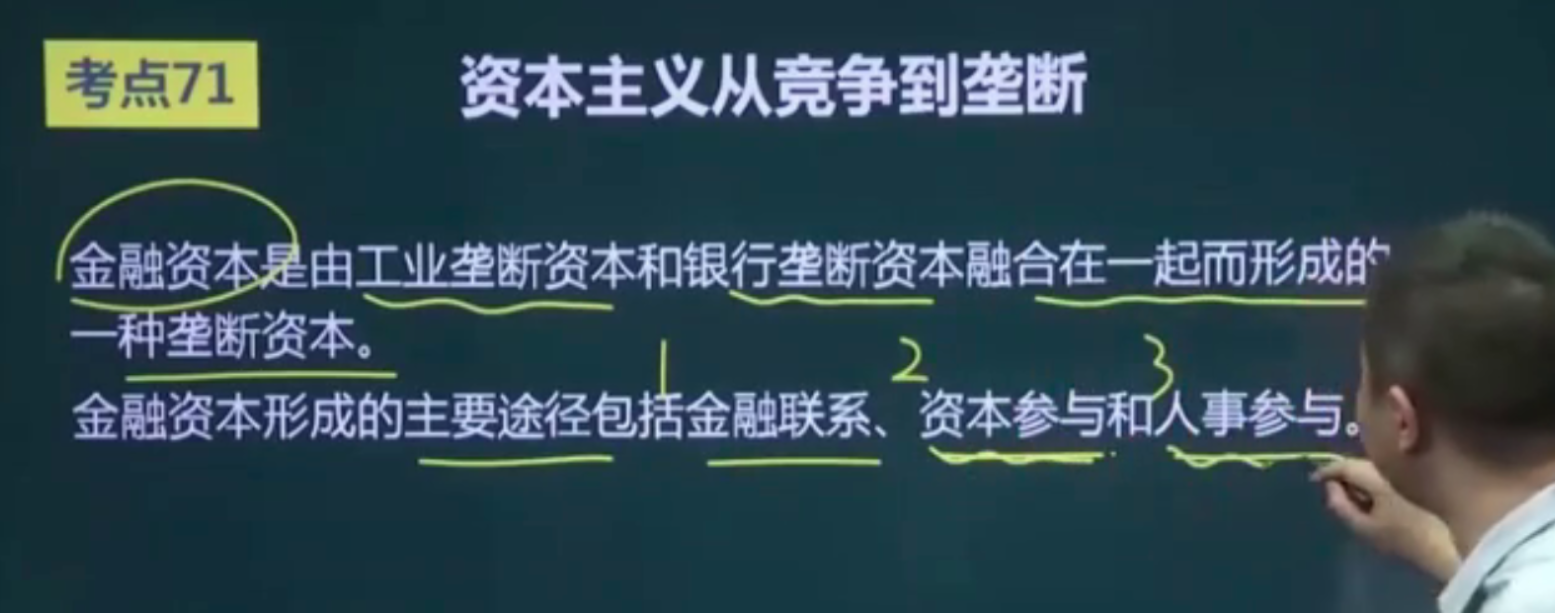 考点71
资本主义从竞争到垄断
金融资本是由工业垄断资本和银行垄断资本融合在一起而形成的
一种垄断资本。
1 2 3
金融资本形成的主要途径包括金融联系、资本参与和人事参与。